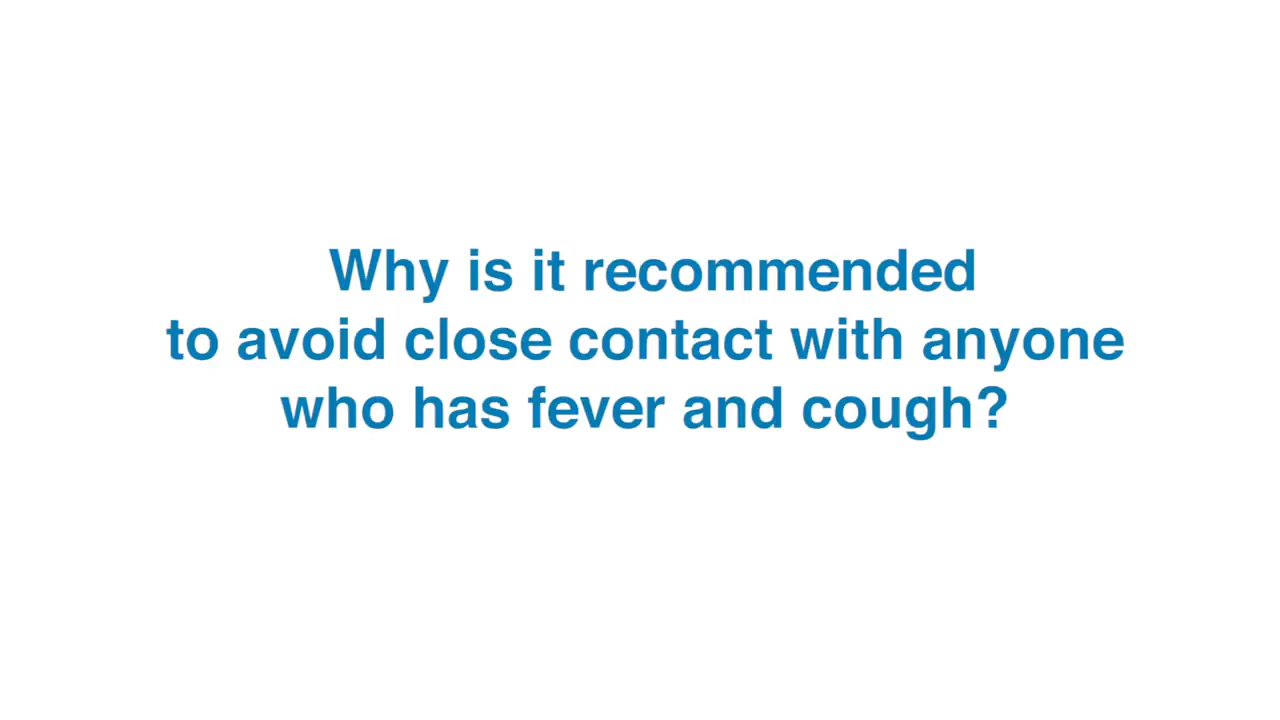 Why is it recommended
to avoid close contact with anyone
who has fever and cough?